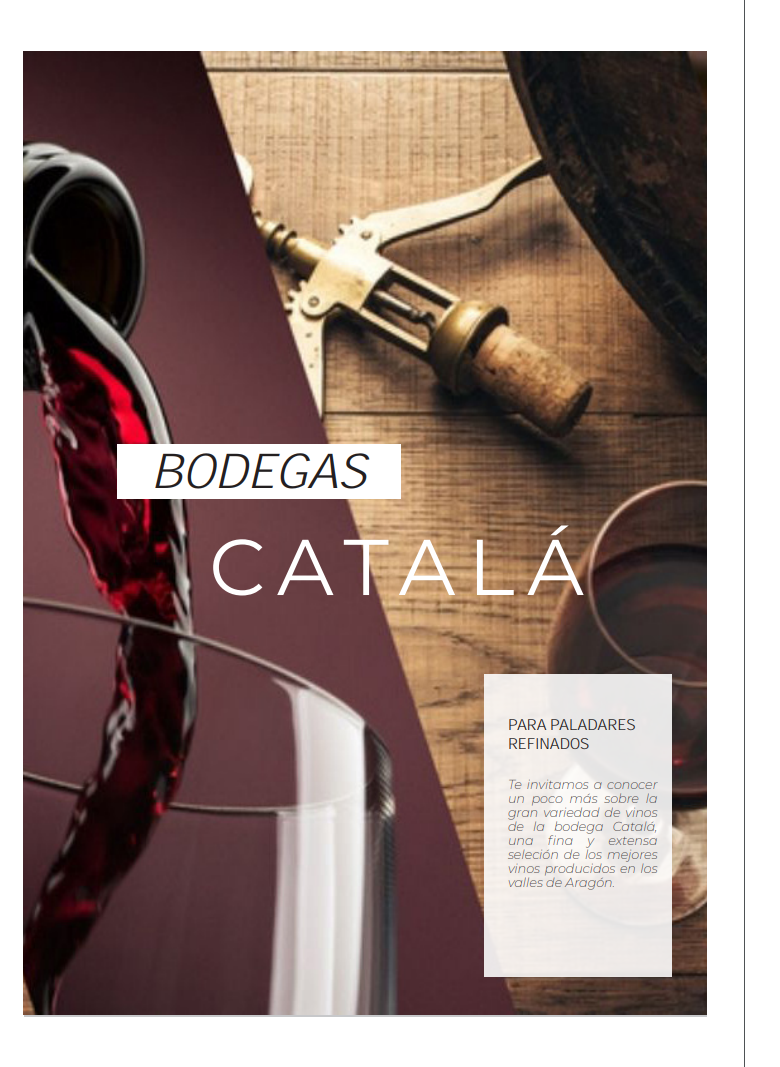 BODEGAS
CATALÁ
PARA PALADARES
REFINADOS
Te invitamos a conocer
un poco más sobre la
gran variedad de vinos
de la bodega Catalá,
una fina y extensa
seleción de los mejores
vinos producidos en los
valles de Aragón.